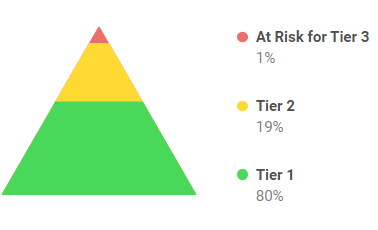 At Risk for Tier 3
1%
Tier 2
19%
Tier 1
80%